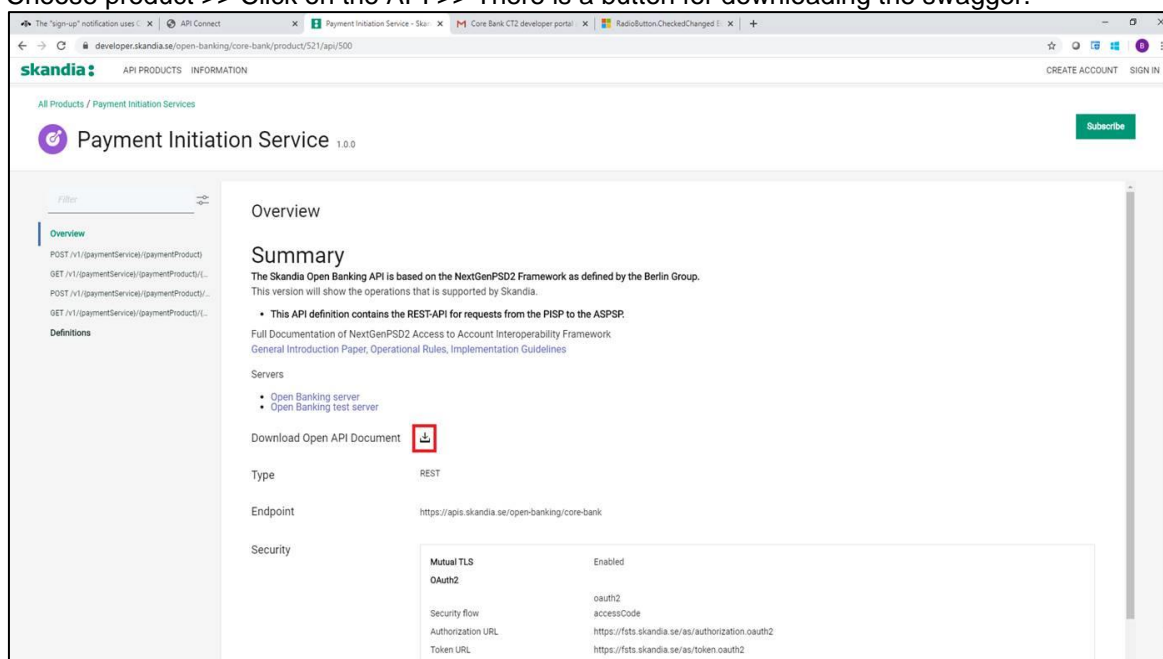 Choose product >> Click on the API >> There is a button for downloading the swagger.
The "sign-up" notification uses C
API Connect
Payment Initiation Service - Skan
Core Bank CT2 developer portal
RadioButton.CheckedChanged E
developer.skandia.se/open-banking/core-bank/product/521/api/500
B
skandia:
API PRODUCTS INFORMATION
CREATE ACCOUNT SIGN IN
All Products / Payment Initiation Services
Payment Initiation Service 1.0.0
Subscribe
Filter
Overview
POST /v1/{paymentService}/{paymentProduct}
GET /v1/{paymentService}/{paymentProduct}/{...
POST /v1/{paymentService}/{paymentProduct}/...
GET /v1/{paymentService}/{paymentProduct}/{...
Definitions
Overview
Summary
The Skandia Open Banking API is based on the NextGenPSD2 Framework as defined by the Berlin Group.
This version will show the operations that is supported by Skandia.
• This API definition contains the REST-API for requests from the PISP to the ASPSP.
Full Documentation of NextGenPSD2 Access to Account Interoperability Framework
General Introduction Paper, Operational Rules, Implementation Guidelines
Servers
• Open Banking server
• Open Banking test server
Download Open API Document
Type REST
Endpoint https://apis.skandia.se/open-banking/core-bank
Security
Mutual TLS Enabled
OAuth2
oauth2
Security flow accessCode
Authorization URL https://fsts.skandia.se/as/authorization.oauth2
Token URL https://fsts.skandia.se/as/token.oauth2